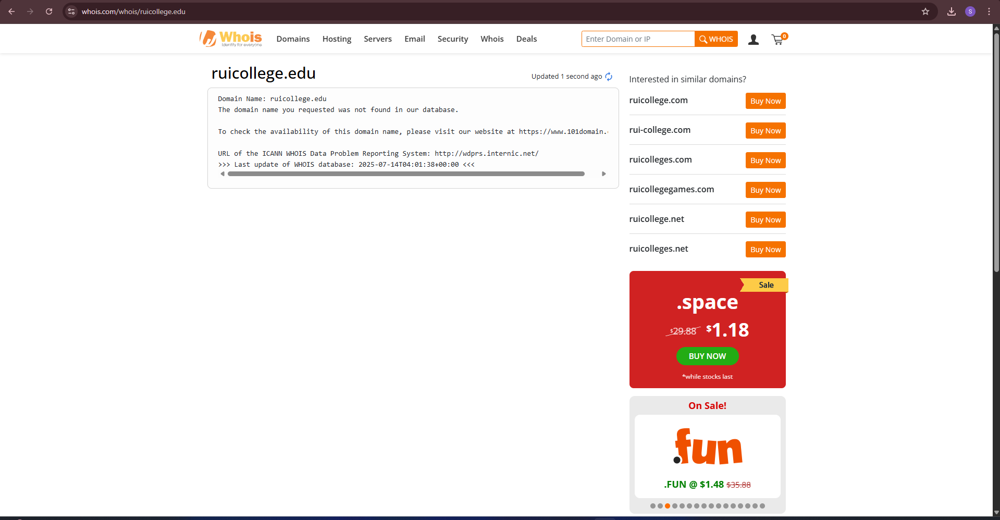 whois.com/whois/ruicollege.edu
S
Whois
Identity for everyone
Domains
Hosting
Servers
Email
Security
Whois
Deals
Enter Domain or IP
WHOIS
0
ruicollege.edu
Updated 1 second ago
Domain Name: ruicollege.edu
The domain name you requested was not found in our database.
To check the availability of this domain name, please visit our website at https://www.101domain.
URL of the ICANN WHOIS Data Problem Reporting System: http://wdprs.internic.net/
>>> Last update of WHOIS database: 2025-07-14T04:01:38+00:00 <<<
Interested in similar domains?
ruicollege.com
Buy Now
rui-college.com
Buy Now
ruicolleges.com
Buy Now
ruicollegegames.com
Buy Now
ruicollege.net
Buy Now
ruicolleges.net
Buy Now
Sale
.space
$29.88 $1.18
BUY NOW
*while stocks last
On Sale!
.fun
.FUN @ $1.48 $35.88